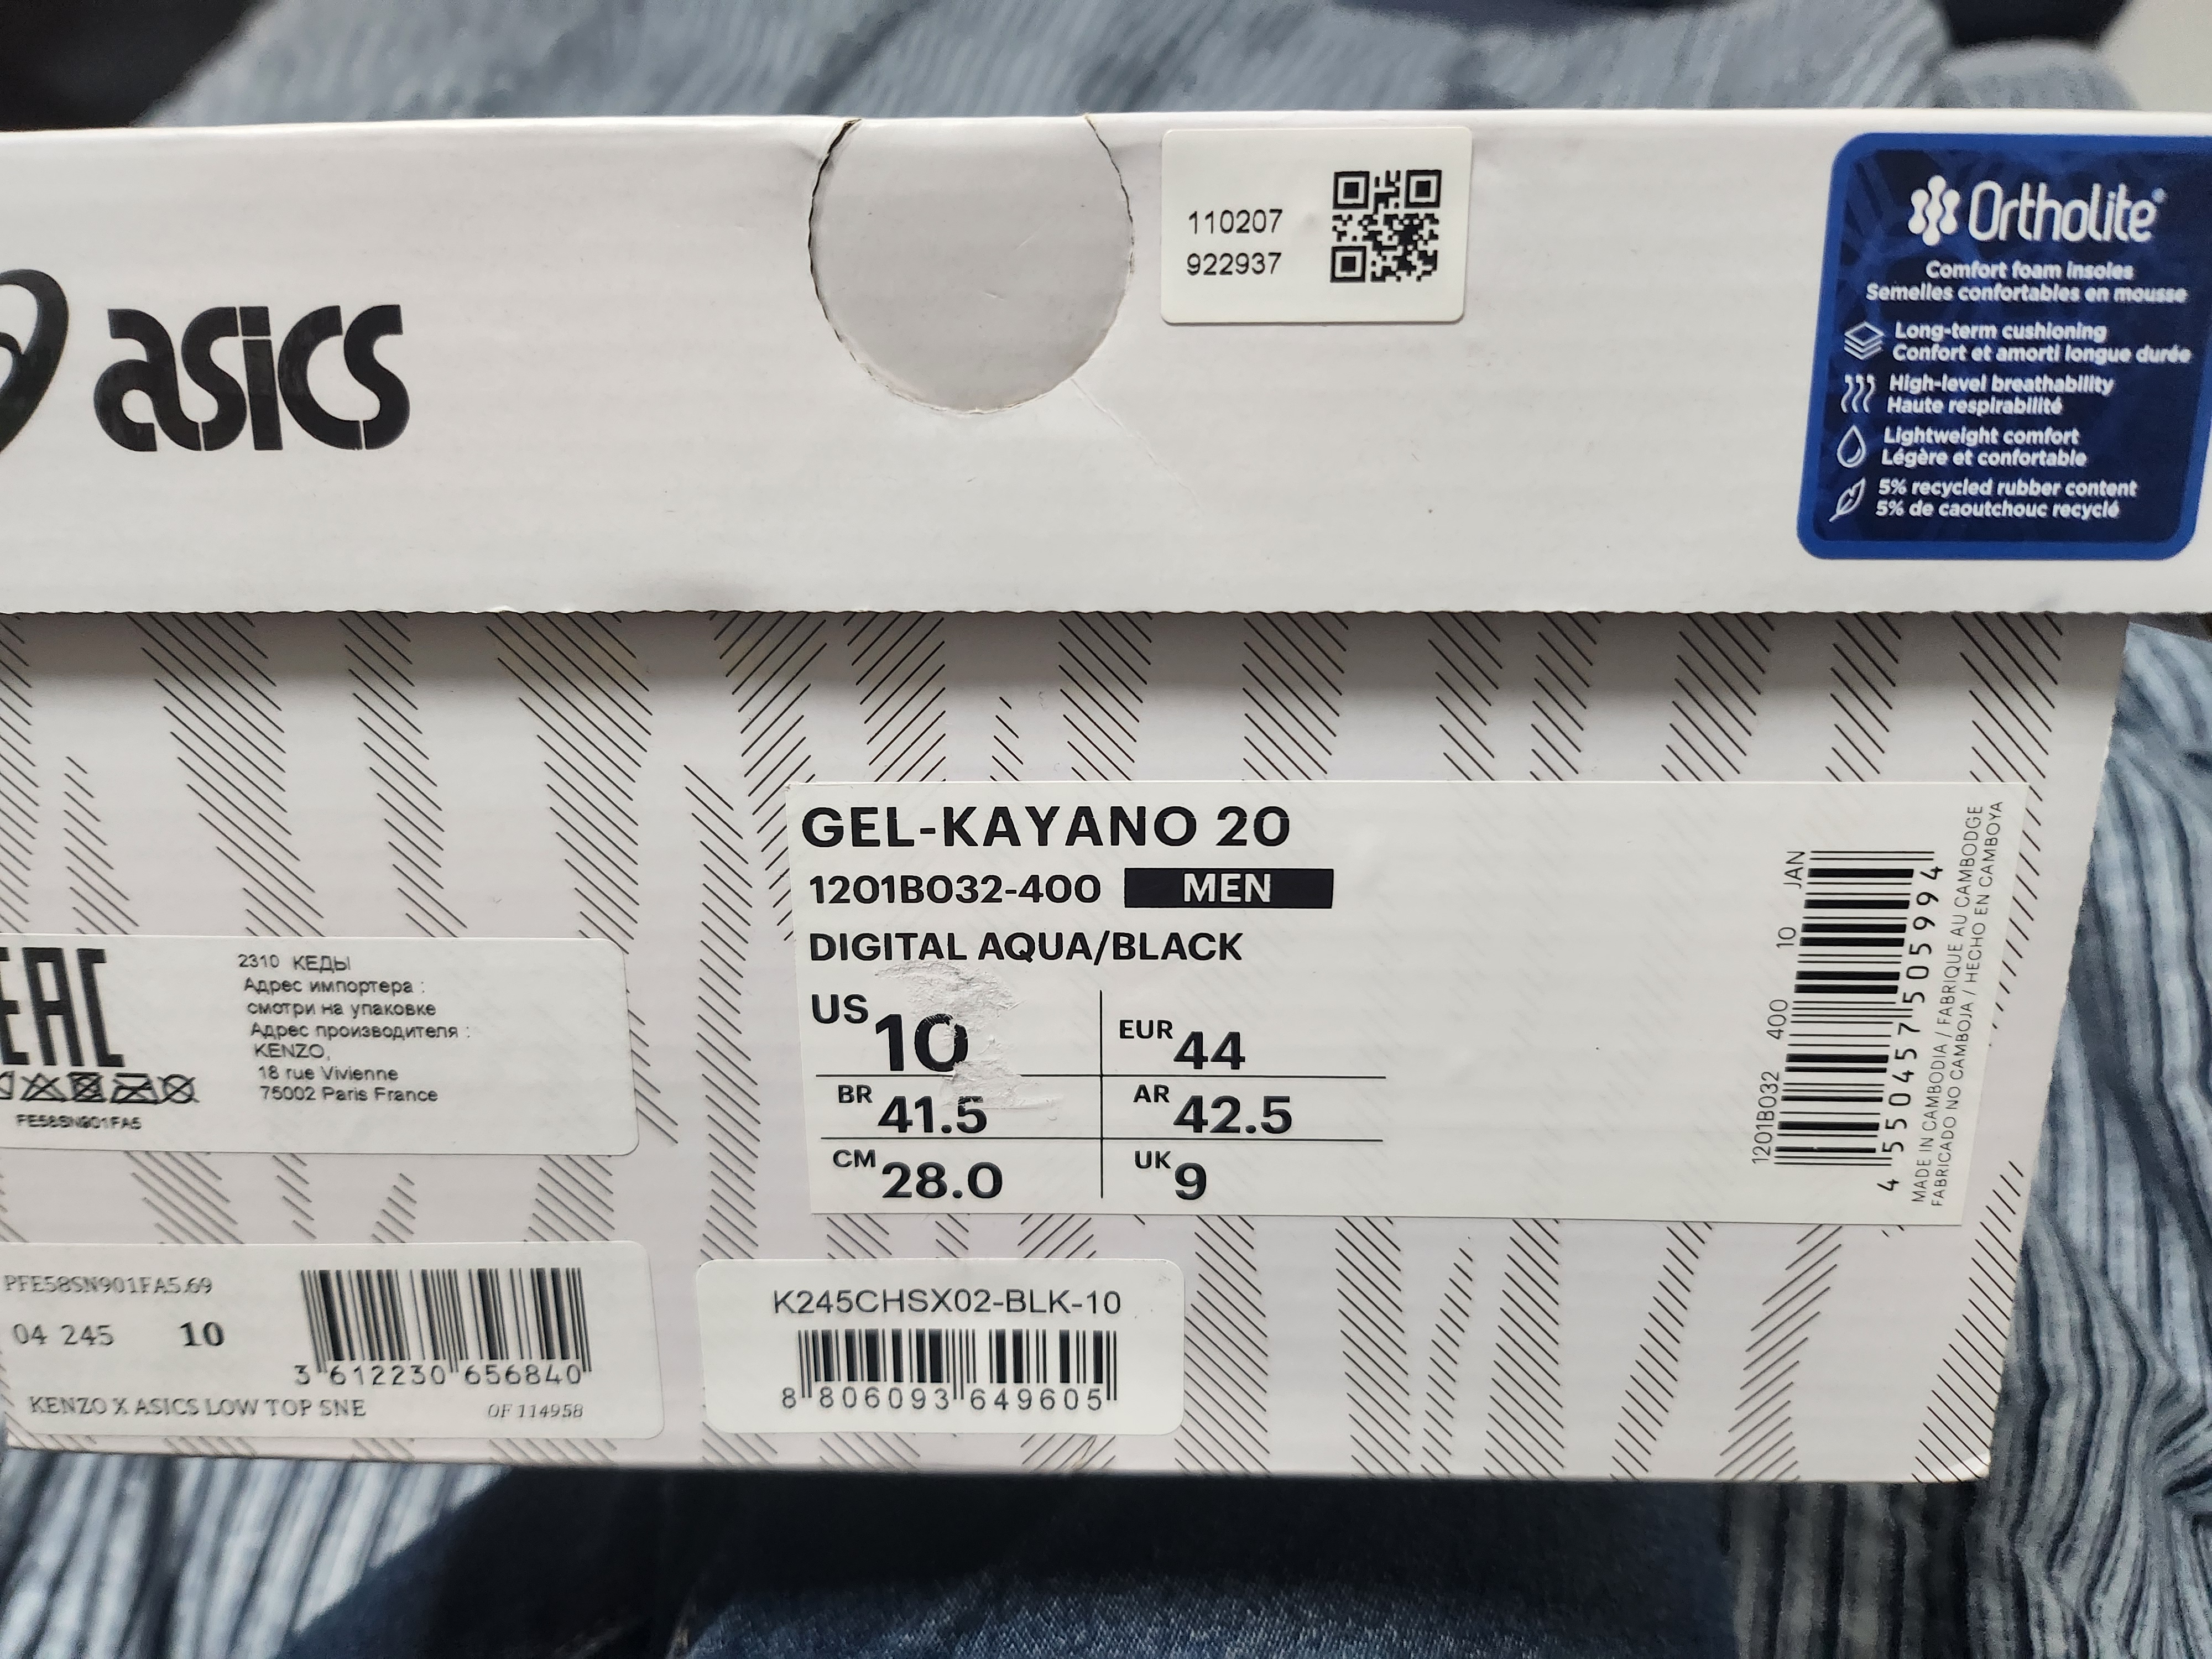 asics
110207
922937
Ortholite®
Comfort foam insoles
Semelles confortables en mousse
Long-term cushioning
Confort et amorti longue durée
High-level breathability
Haute respirabilité
Lightweight comfort
Légère et confortable
5% recycled rubber content
5% de caoutchouc recyclé
GEL-KAYANO 20
1201B032-400 MEN
DIGITAL AQUA/BLACK
US 10 EUR 44
BR 41.5 AR 42.5
CM 28.0 UK 9
1201B032 400 10 JAN
4 550457 505994
MADE IN CAMBODIA / FABRIQUE AU CAMBODGE
FABRICADO NO CAMBOJA / HECHO EN CAMBOYA
EAC
2310 КЕДЫ
Адрес импортера :
смотри на упаковке
Адрес производителя :
KENZO,
18 rue Vivienne
75002 Paris France
FE58SN901FA5
PFE58SN901FA5.69
04 245 10
3 612230 656840
KENZO X ASICS LOW TOP SNE OF 114958
K245CHSX02-BLK-10
8 806093 649605